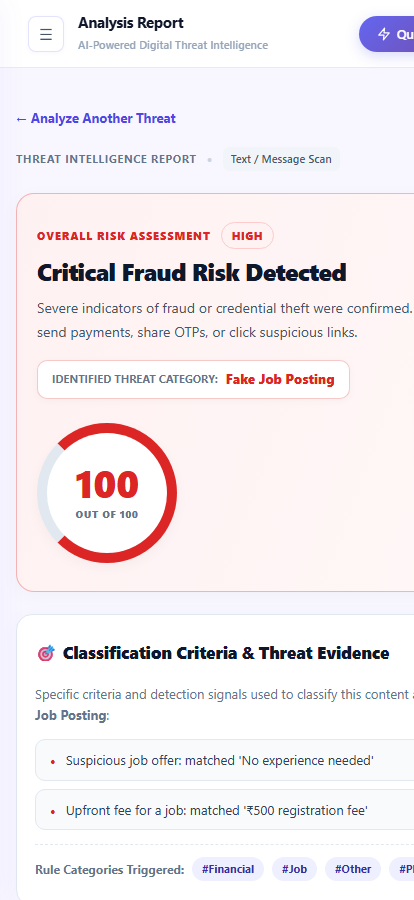 Analysis Report
AI-Powered Digital Threat Intelligence
← Analyze Another Threat
THREAT INTELLIGENCE REPORT • Text / Message Scan
OVERALL RISK ASSESSMENT HIGH
Critical Fraud Risk Detected
Severe indicators of fraud or credential theft were confirmed.
send payments, share OTPs, or click suspicious links.
IDENTIFIED THREAT CATEGORY: Fake Job Posting
100
OUT OF 100
🎯 Classification Criteria & Threat Evidence
Specific criteria and detection signals used to classify this content
Job Posting:
• Suspicious job offer: matched 'No experience needed'
• Upfront fee for a job: matched '₹500 registration fee'
Rule Categories Triggered: #Financial #Job #Other